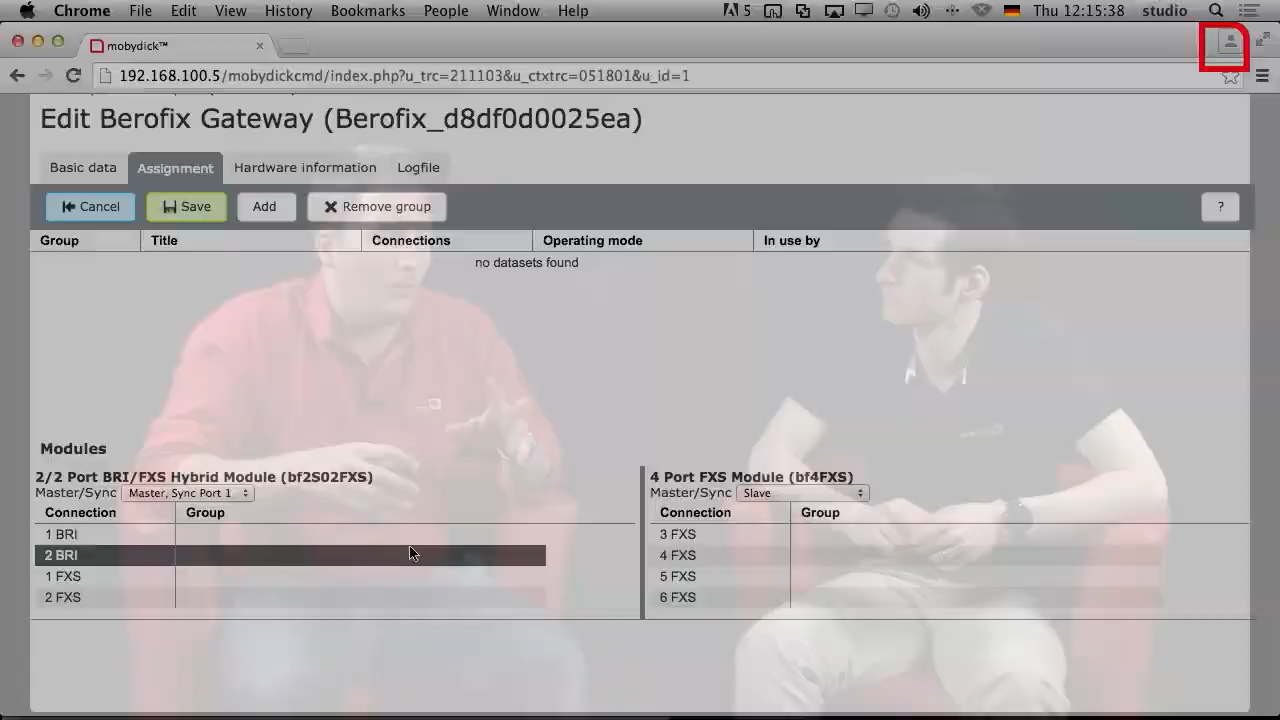 Chrome File Edit View History Bookmarks People Window Help 5 Thu 12:15:38 studio
mobydick™
192.168.100.5/mobydickcmd/index.php?u_trc=211103&u_ctxtrc=051801&u_id=1
Edit Berofix Gateway (Berofix_d8df0d0025ea)
Basic data Assignment Hardware information Logfile
Cancel Save Add Remove group ?
Group Title Connections Operating mode In use by
no datasets found
Modules
2/2 Port BRI/FXS Hybrid Module (bf2S02FXS) 4 Port FXS Module (bf4FXS)
Master/Sync Master, Sync Port 1 Master/Sync Slave
Connection Group Connection Group
1 BRI 3 FXS
2 BRI 4 FXS
1 FXS 5 FXS
2 FXS 6 FXS